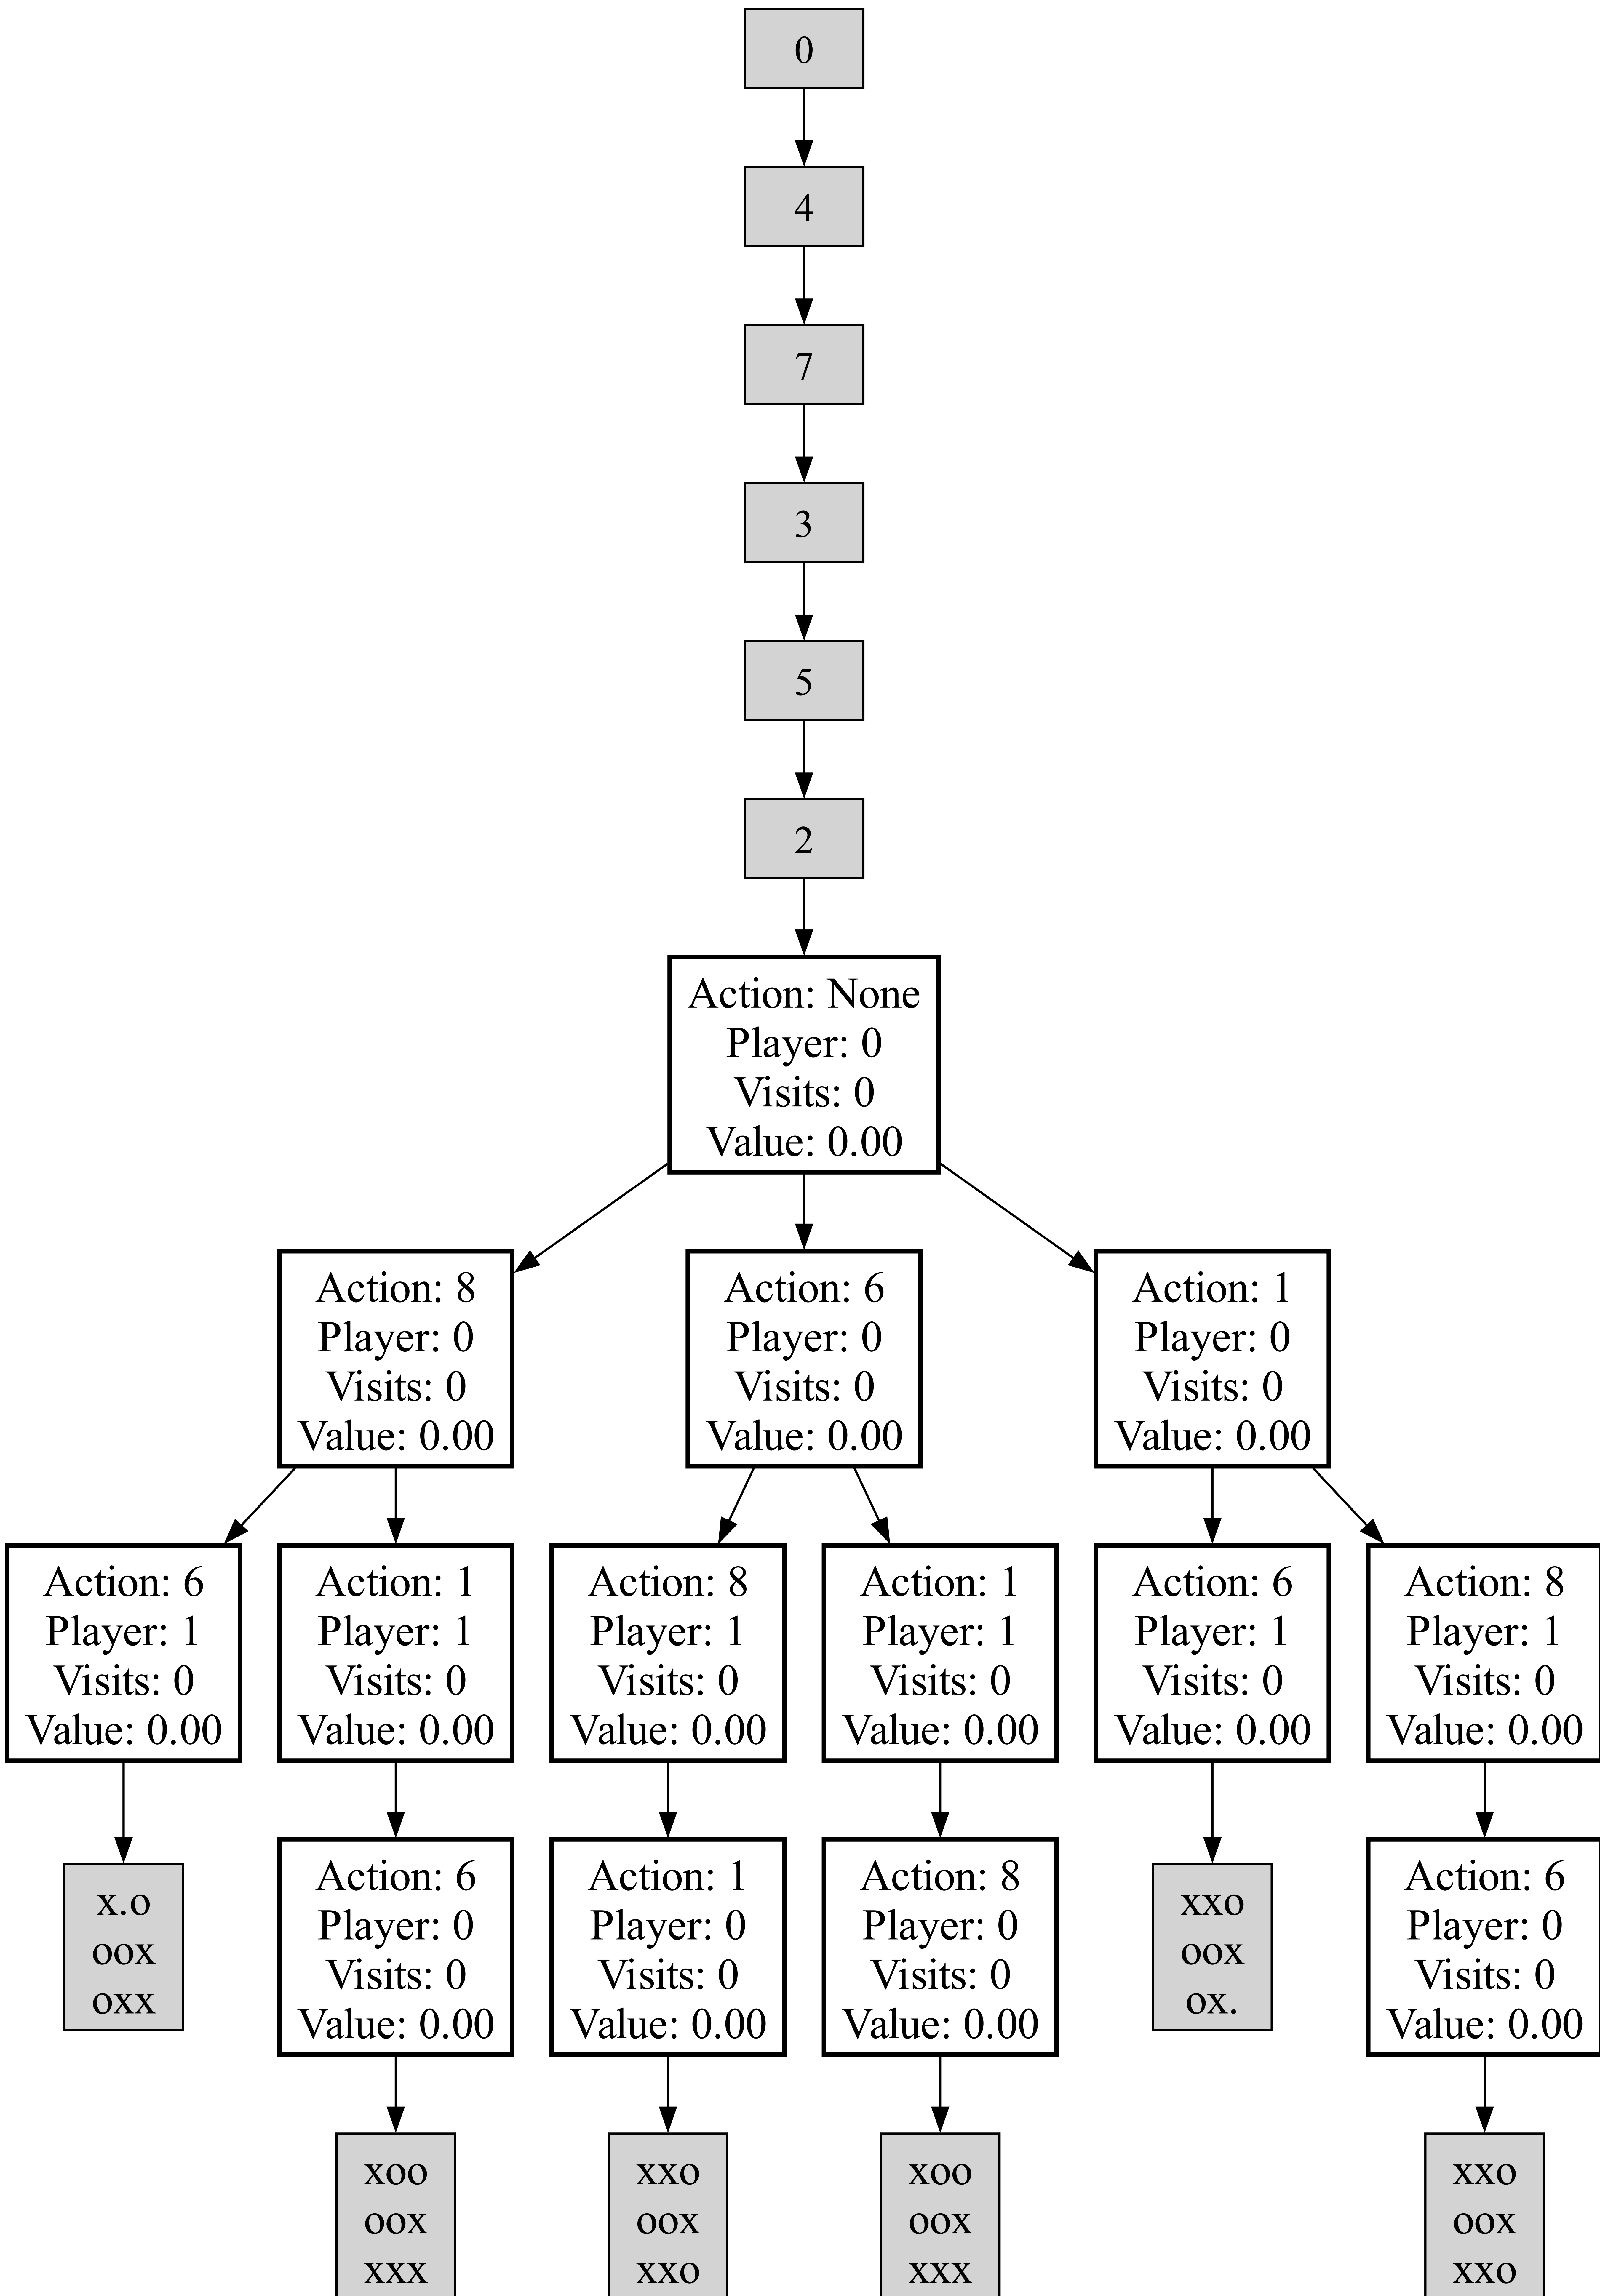 0
4
7
3
5
2
Action: None
Player: 0
Visits: 0
Value: 0.00
Action: 8
Player: 0
Visits: 0
Value: 0.00
Action: 6
Player: 0
Visits: 0
Value: 0.00
Action: 1
Player: 0
Visits: 0
Value: 0.00
Action: 6
Player: 1
Visits: 0
Value: 0.00
Action: 1
Player: 1
Visits: 0
Value: 0.00
Action: 8
Player: 1
Visits: 0
Value: 0.00
Action: 1
Player: 1
Visits: 0
Value: 0.00
Action: 6
Player: 1
Visits: 0
Value: 0.00
Action: 8
Player: 1
Visits: 0
Value: 0.00
x.o
oox
oxx
Action: 6
Player: 0
Visits: 0
Value: 0.00
Action: 1
Player: 0
Visits: 0
Value: 0.00
Action: 8
Player: 0
Visits: 0
Value: 0.00
xxo
oox
ox.
Action: 6
Player: 0
Visits: 0
Value: 0.00
xoo
oox
xxx
xxo
oox
xxo
xoo
oox
xxx
xxo
oox
xxo